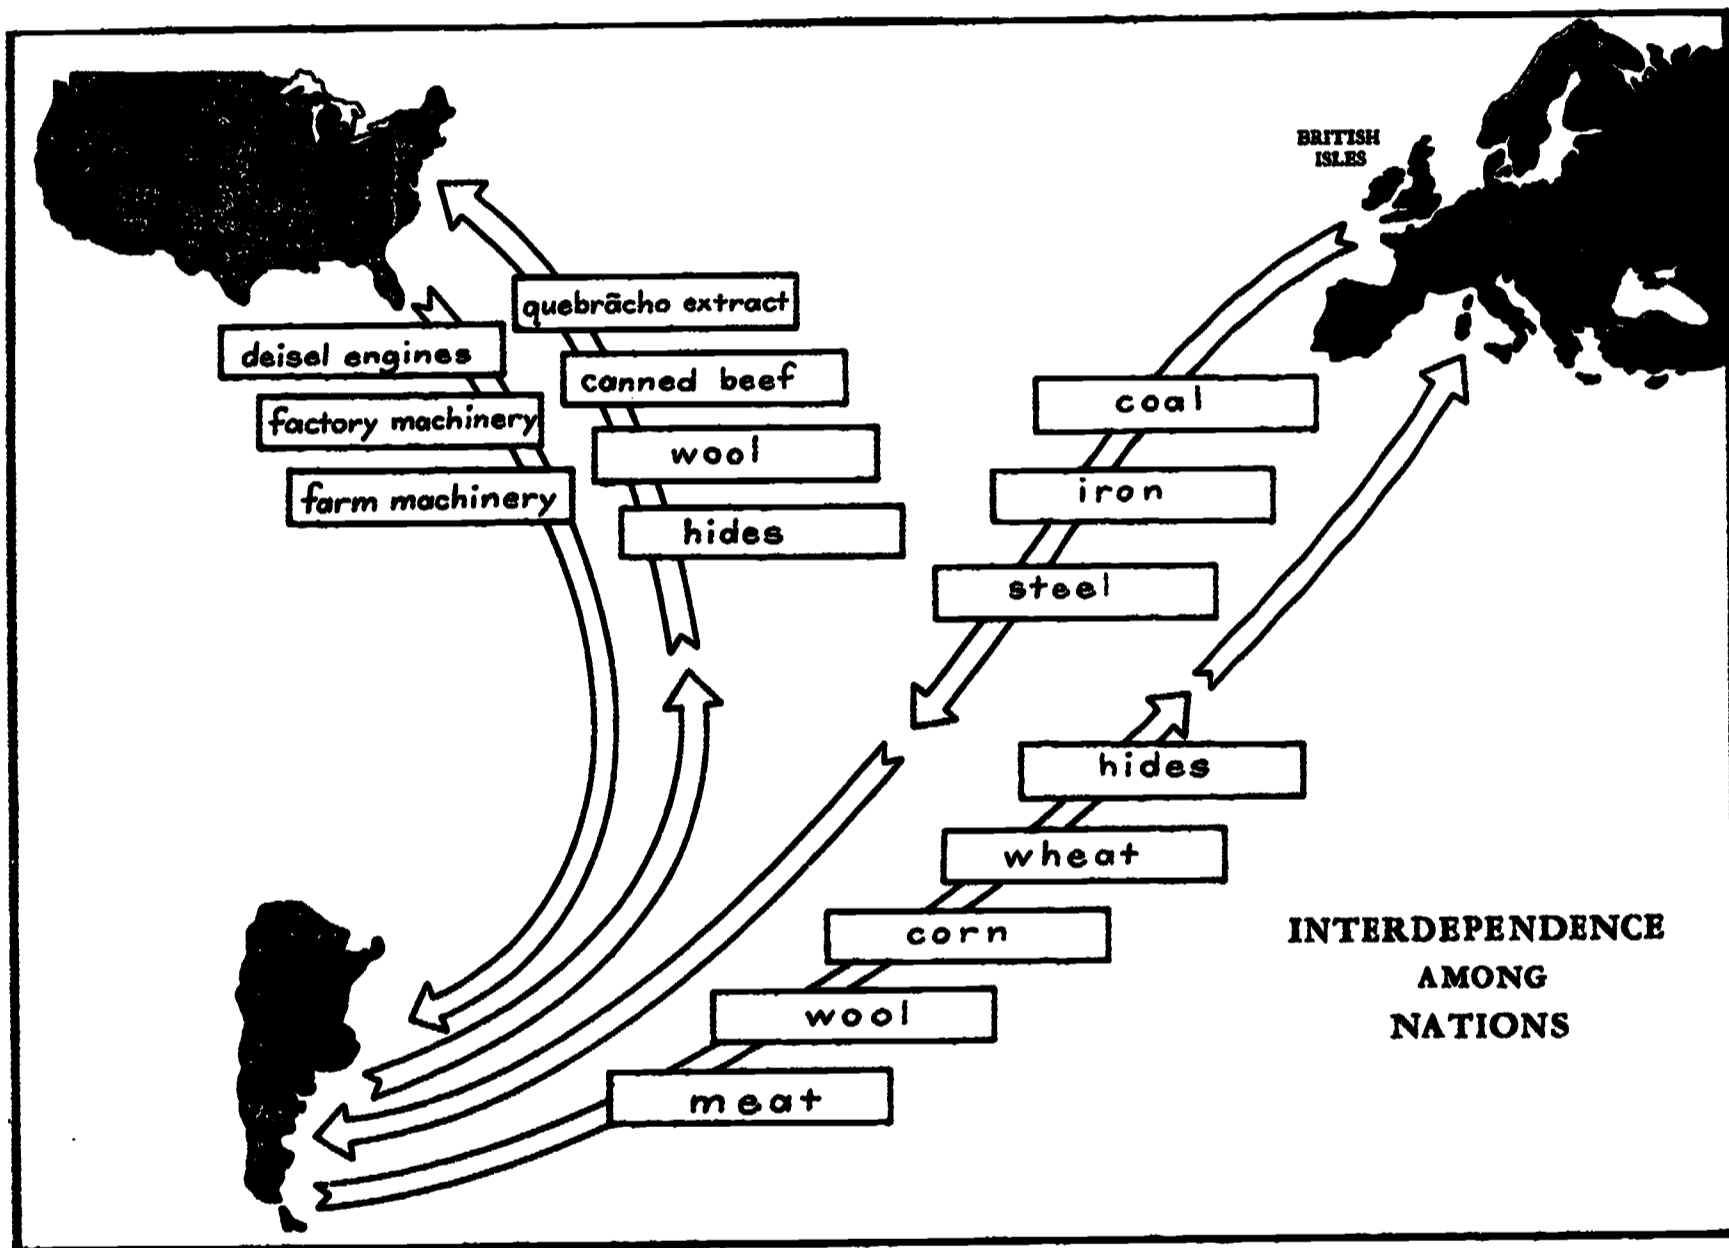 BRITISH
ISLES
quebrãcho extract
deisel engines
canned beef
factory machinery
wool
farm machinery
hides
coal
iron
steel
hides
wheat
corn
wool
meat
INTERDEPENDENCE
AMONG
NATIONS